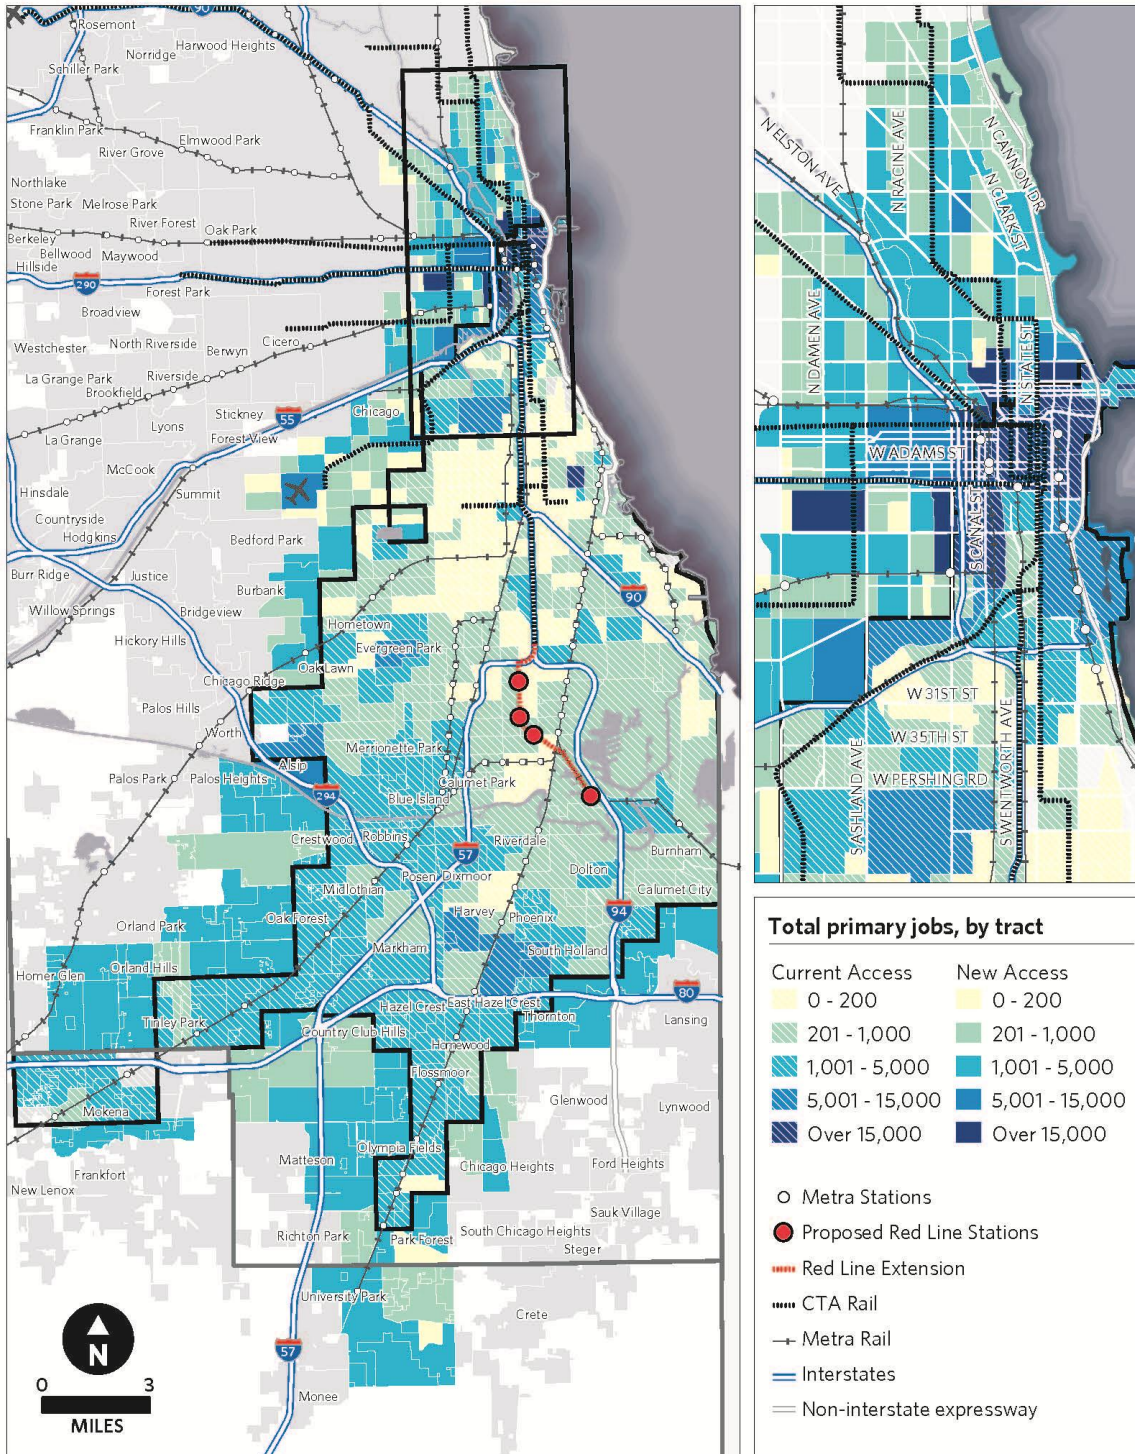 90
Rosemont
Harwood Heights
Norridge
Schiller Park
Franklin Park
Elmwood Park
River Grove
Northlake
Stone Park
Melrose Park
River Forest
Oak Park
Berkeley
Bellwood
Maywood
Hillside
290
Forest Park
Broadview
North Riverside
Cicero
Westchester
Berwyn
La Grange Park
Riverside
Brookfield
Stickney
Chicago
55
Lyons
Forest View
La Grange
McCook
Hinsdale
Summit
Countryside
Hodgkins
Bedford Park
Burr Ridge
Justice
Burbank
90
Willow Springs
Bridgeview
Hometown
Hickory Hills
Evergreen Park
Oak Lawn
Chicago Ridge
Palos Hills
Worth
Merrionette Park
Alsip
Palos Park
Palos Heights
Calumet Park
294
Blue Island
Crestwood
Robbins
Riverdale
57
Burnham
Posen
Dixmoor
Dolton
Midlothian
Calumet City
Harvey
94
Oak Forest
Phoenix
Orland Park
Markham
South Holland
Homer Glen
Orland Hills
80
Hazel Crest
East Hazel Crest
Tinley Park
Thornton
Lansing
Country Club Hills
Homewood
Flossmoor
Mokena
Glenwood
Lynwood
Olympia Fields
Matteson
Chicago Heights
Ford Heights
Frankfort
New Lenox
Sauk Village
Richton Park
South Chicago Heights
Park Forest
Steger
University Park
Crete
57
Monee
N
0 3
MILES
N ELSTON AVE
N RACINE AVE
N CANNON DR
N CLARK ST
N DAMEN AVE
N STATE ST
W ADAMS ST
S CANAL ST
W 31ST ST
W 35TH ST
S ASHLAND AVE
W PERSHING RD
S WENTWORTH AVE
Total primary jobs, by tract
Current Access New Access
0 - 200 0 - 200
201 - 1,000 201 - 1,000
1,001 - 5,000 1,001 - 5,000
5,001 - 15,000 5,001 - 15,000
Over 15,000 Over 15,000
Metra Stations
Proposed Red Line Stations
Red Line Extension
CTA Rail
Metra Rail
Interstates
Non-interstate expressway